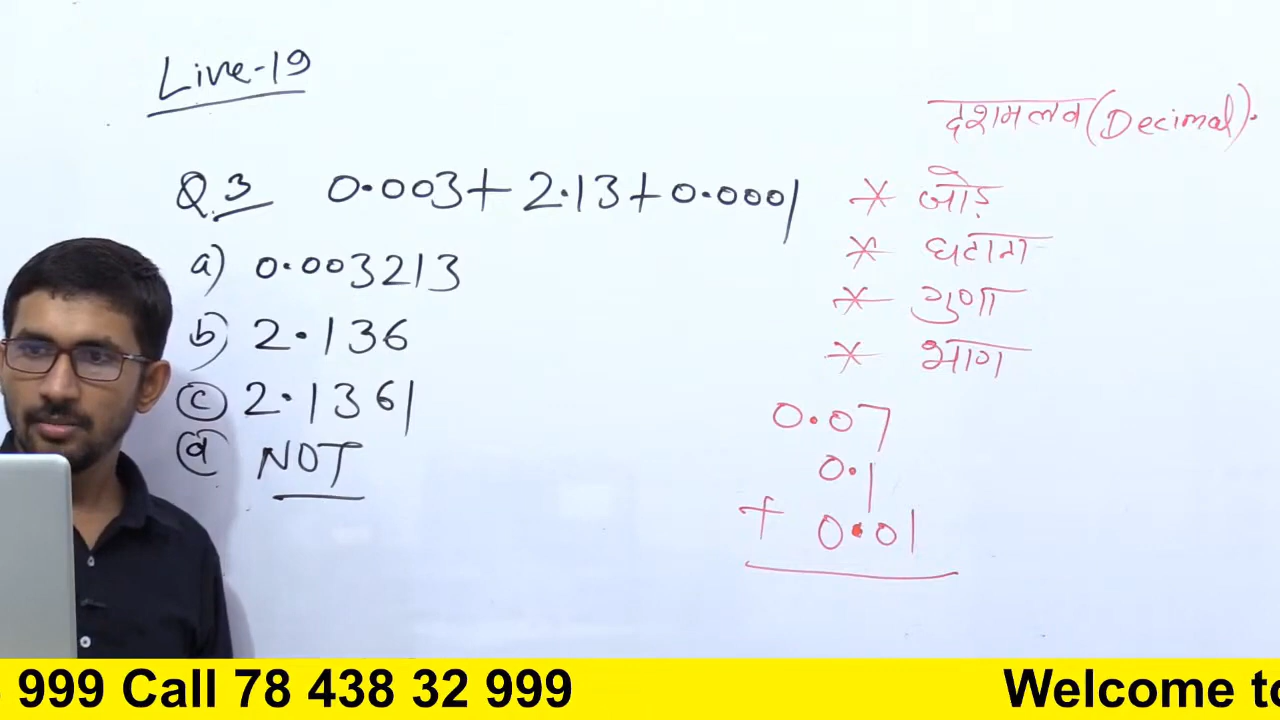 Live-19
दशमलव (Decimal).
Q.3 0.003+2.13+0.0001
a) 0.003213
b) 2.136
c) 2.1361
d) NOT
* जोड़
* घटाना
* गुणा
* भाग
0.07
0.1
+ 0.01
999 Call 78 438 32 999
Welcome to